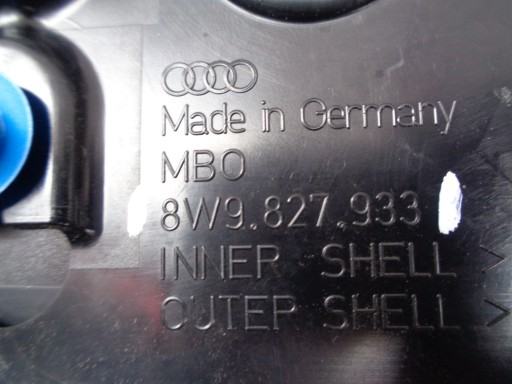 Made in Germany
MBO
8W9.827.933
INNER SHELL >
OUTER SHELL >